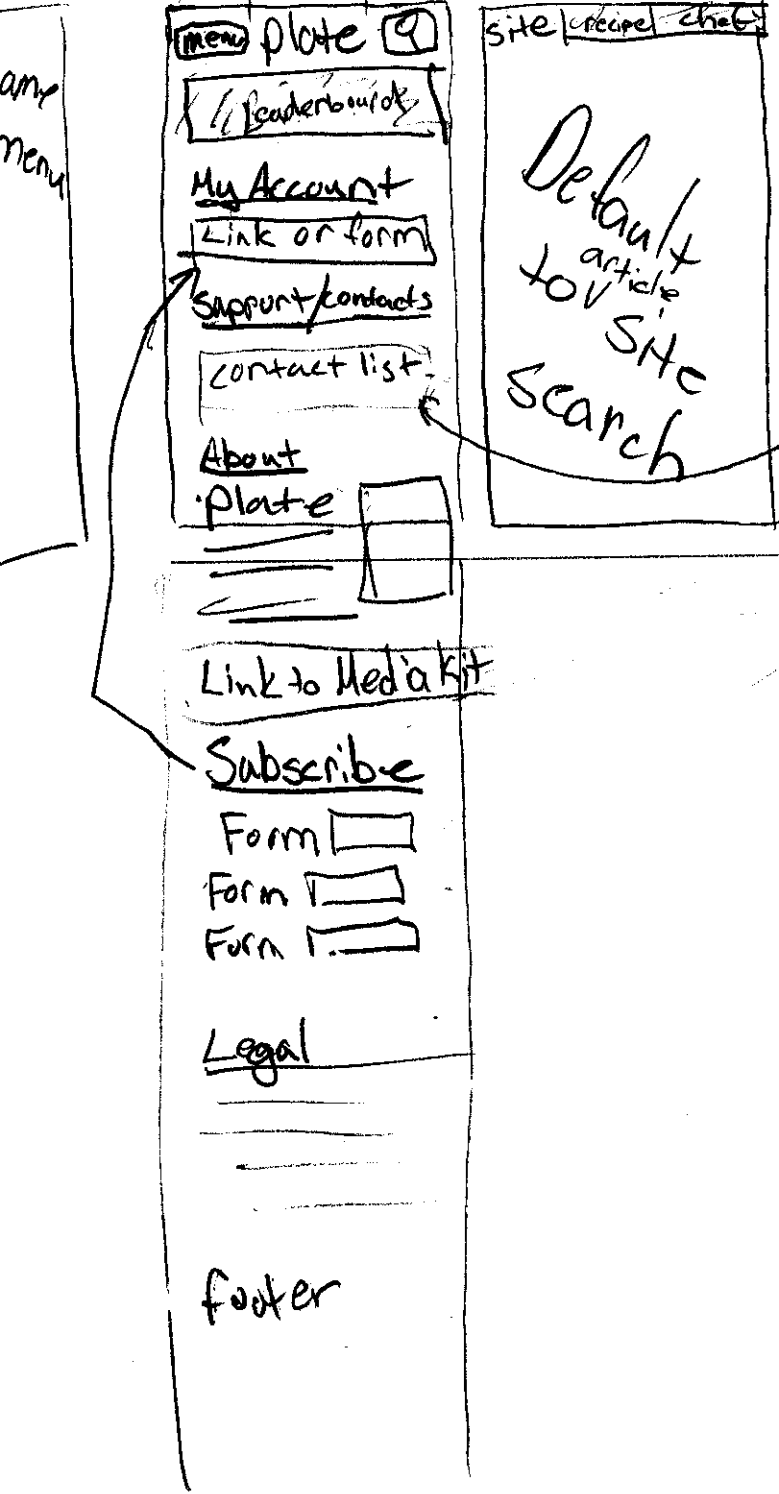 menu plate
Leaderboard
My Account
Link or form
Support/contacts
contact list
About
Plate
Link to Media Kit
Subscribe
Form
Form
Form
Legal
footer
site recipe chef
Default
article
to site
search
menu